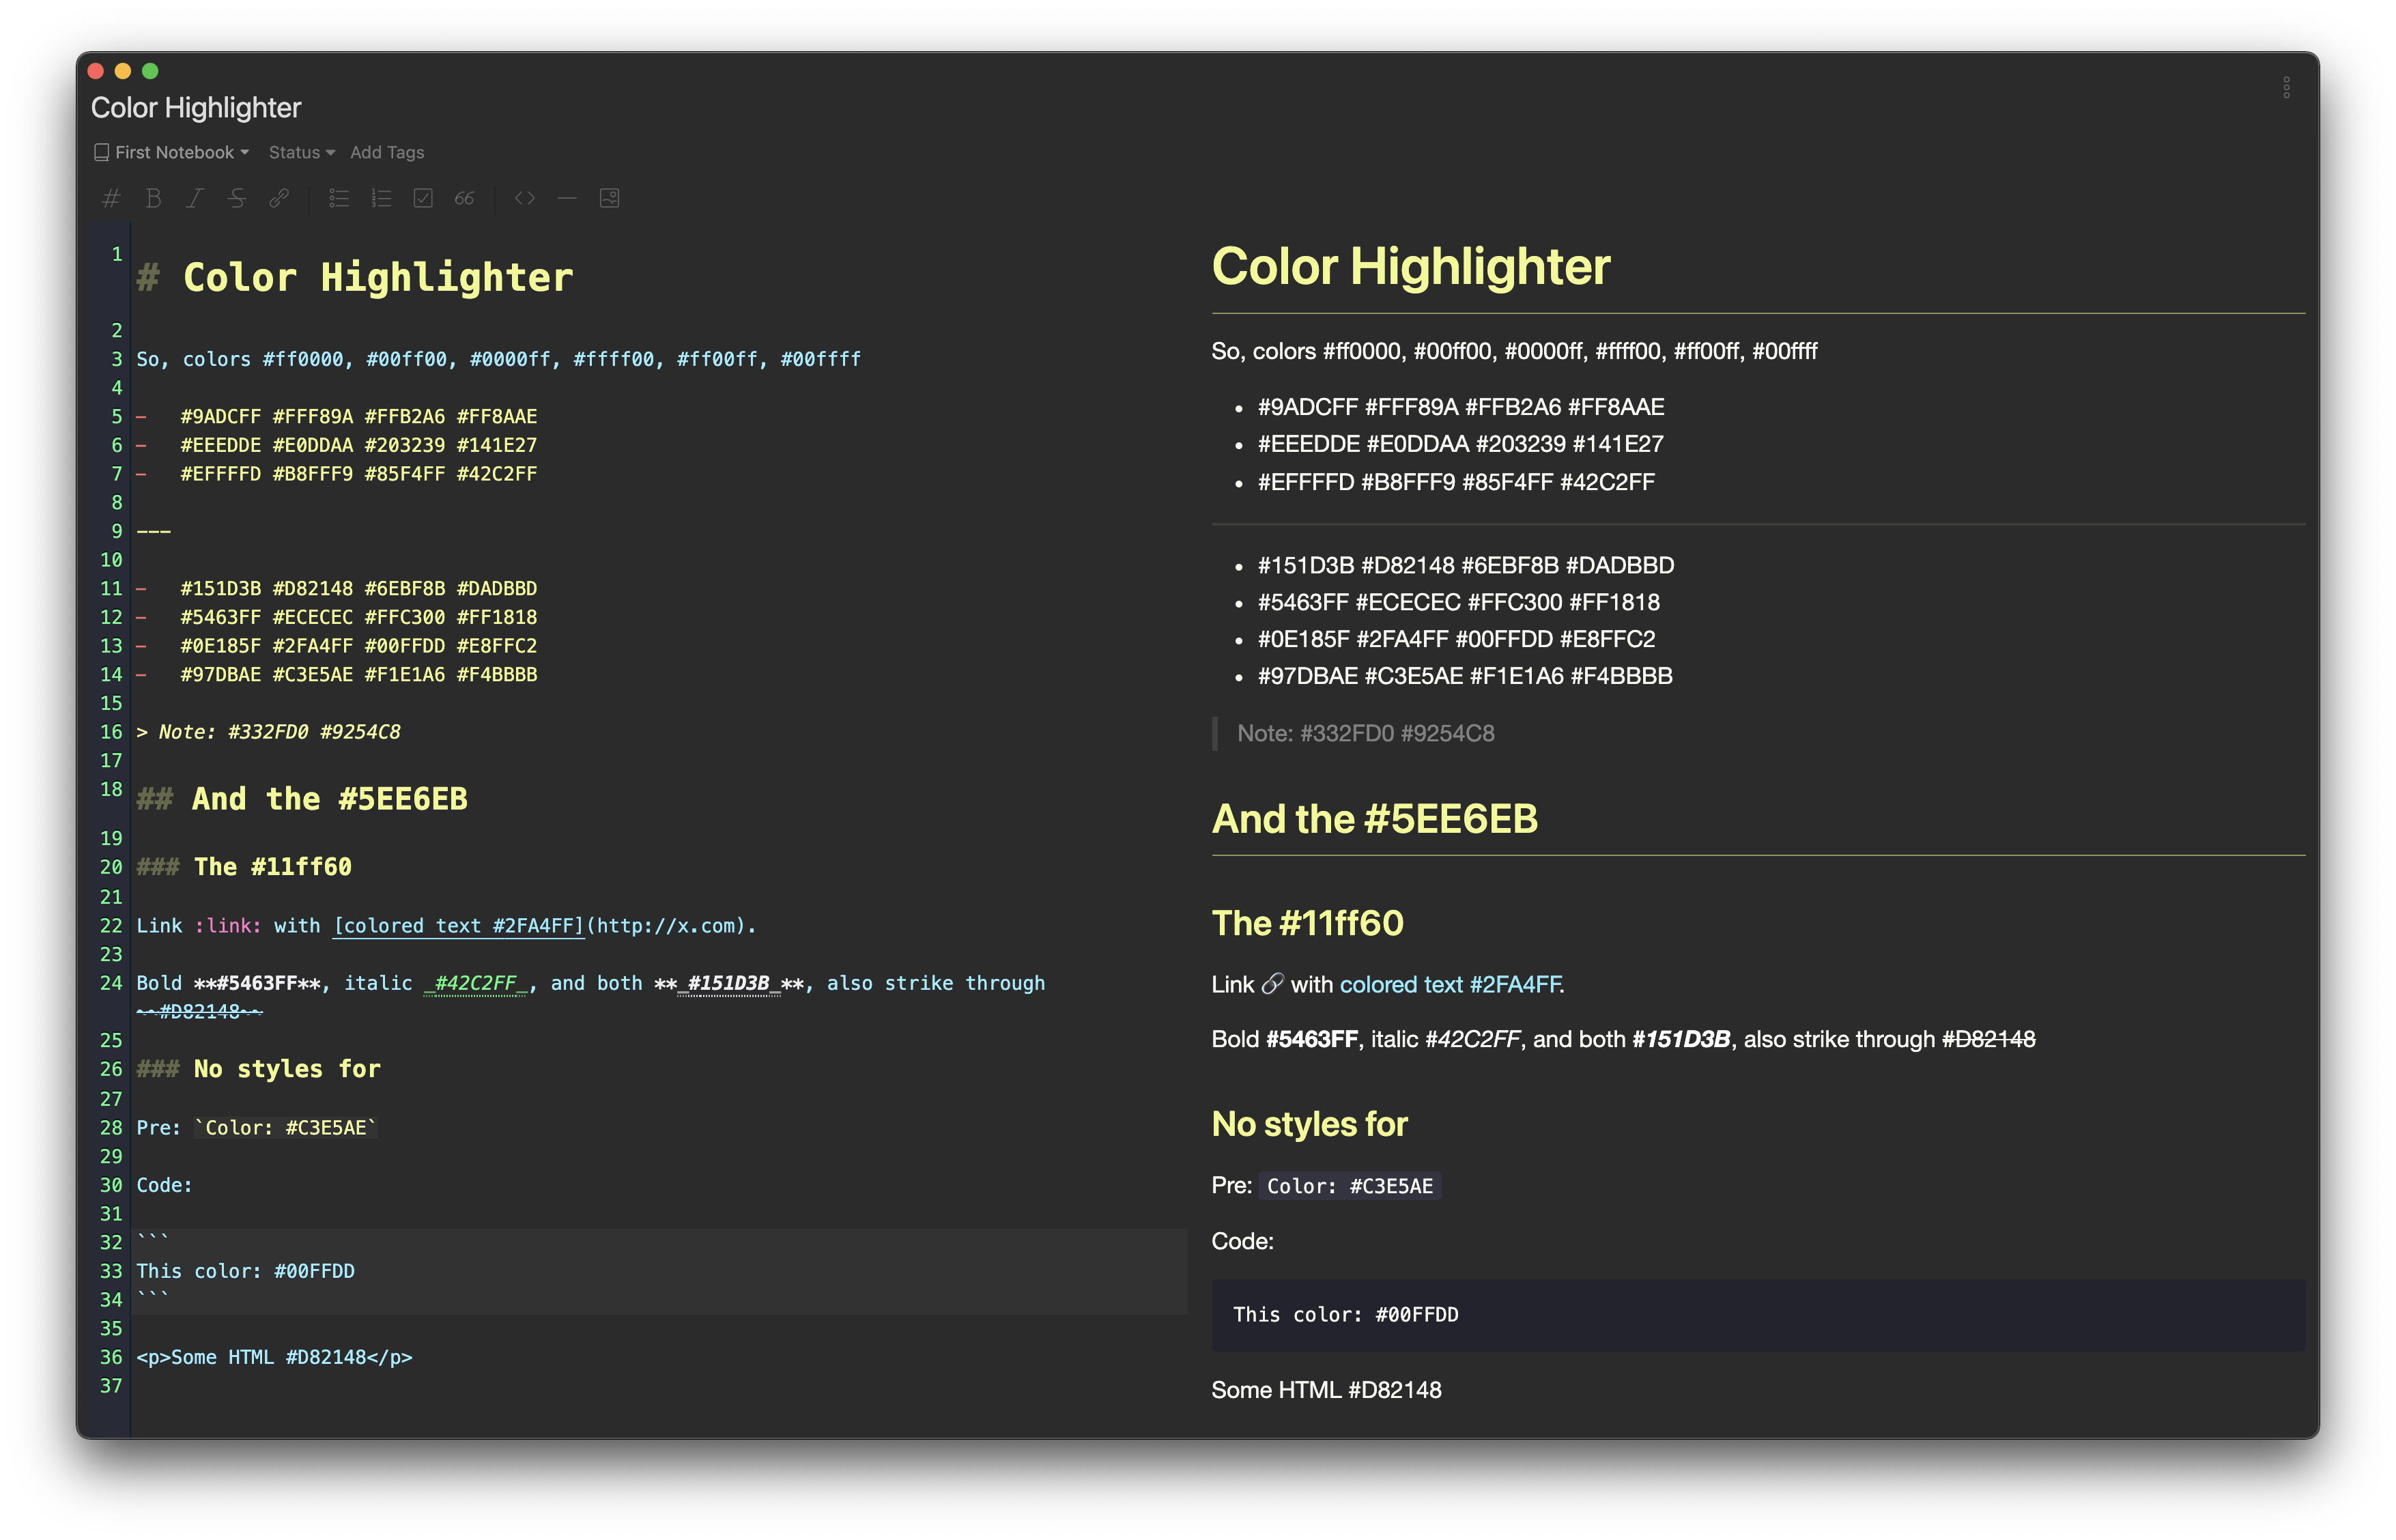 Color Highlighter
First Notebook Status Add Tags
1 # Color Highlighter
2
3 So, colors #ff0000, #00ff00, #0000ff, #ffff00, #ff00ff, #00ffff
4
5 - #9ADCFF #FFF89A #FFB2A6 #FF8AAE
6 - #EEEDDE #E0DDAA #203239 #141E27
7 - #EFFFFD #B8FFF9 #85F4FF #42C2FF
8
9 ---
10
11 - #151D3B #D82148 #6EBF8B #DADBBD
12 - #5463FF #ECECEC #FFC300 #FF1818
13 - #0E185F #2FA4FF #00FFDD #E8FFC2
14 - #97DBAE #C3E5AE #F1E1A6 #F4BBBB
15
16 > Note: #332FD0 #9254C8
17
18 ## And the #5EE6EB
19
20 ### The #11ff60
21
22 Link :link: with [colored text #2FA4FF](http://x.com).
23
24 Bold **#5463FF**, italic _#42C2FF_, and both **_#151D3B_**, also strike through
~~#D82148~~
25
26 ### No styles for
27
28 Pre: `Color: #C3E5AE`
29
30 Code:
31
32 ```
33 This color: #00FFDD
34 ```
35
36 <p>Some HTML #D82148</p>
37
Color Highlighter
So, colors #ff0000, #00ff00, #0000ff, #ffff00, #ff00ff, #00ffff
• #9ADCFF #FFF89A #FFB2A6 #FF8AAE
• #EEEDDE #E0DDAA #203239 #141E27
• #EFFFFD #B8FFF9 #85F4FF #42C2FF
• #151D3B #D82148 #6EBF8B #DADBBD
• #5463FF #ECECEC #FFC300 #FF1818
• #0E185F #2FA4FF #00FFDD #E8FFC2
• #97DBAE #C3E5AE #F1E1A6 #F4BBBB
Note: #332FD0 #9254C8
And the #5EE6EB
The #11ff60
Link 🔗 with colored text #2FA4FF.
Bold #5463FF, italic #42C2FF, and both #151D3B, also strike through #D82148
No styles for
Pre: Color: #C3E5AE
Code:
This color: #00FFDD
Some HTML #D82148